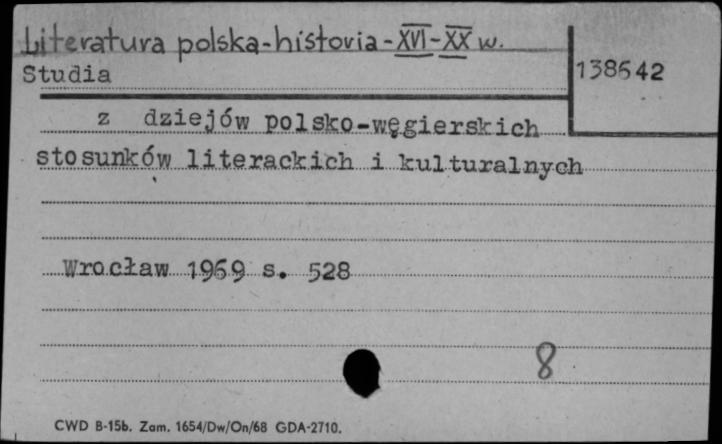 Literatura polska-historia-XVI-XX w.
Studia
138642
z dziejów polsko-węgierskich
stosunków literackich i kulturalnych
Wrocław 1969 s. 528
8
CWD B-15b. Zam. 1654/Dw/On/68 GDA-2710.